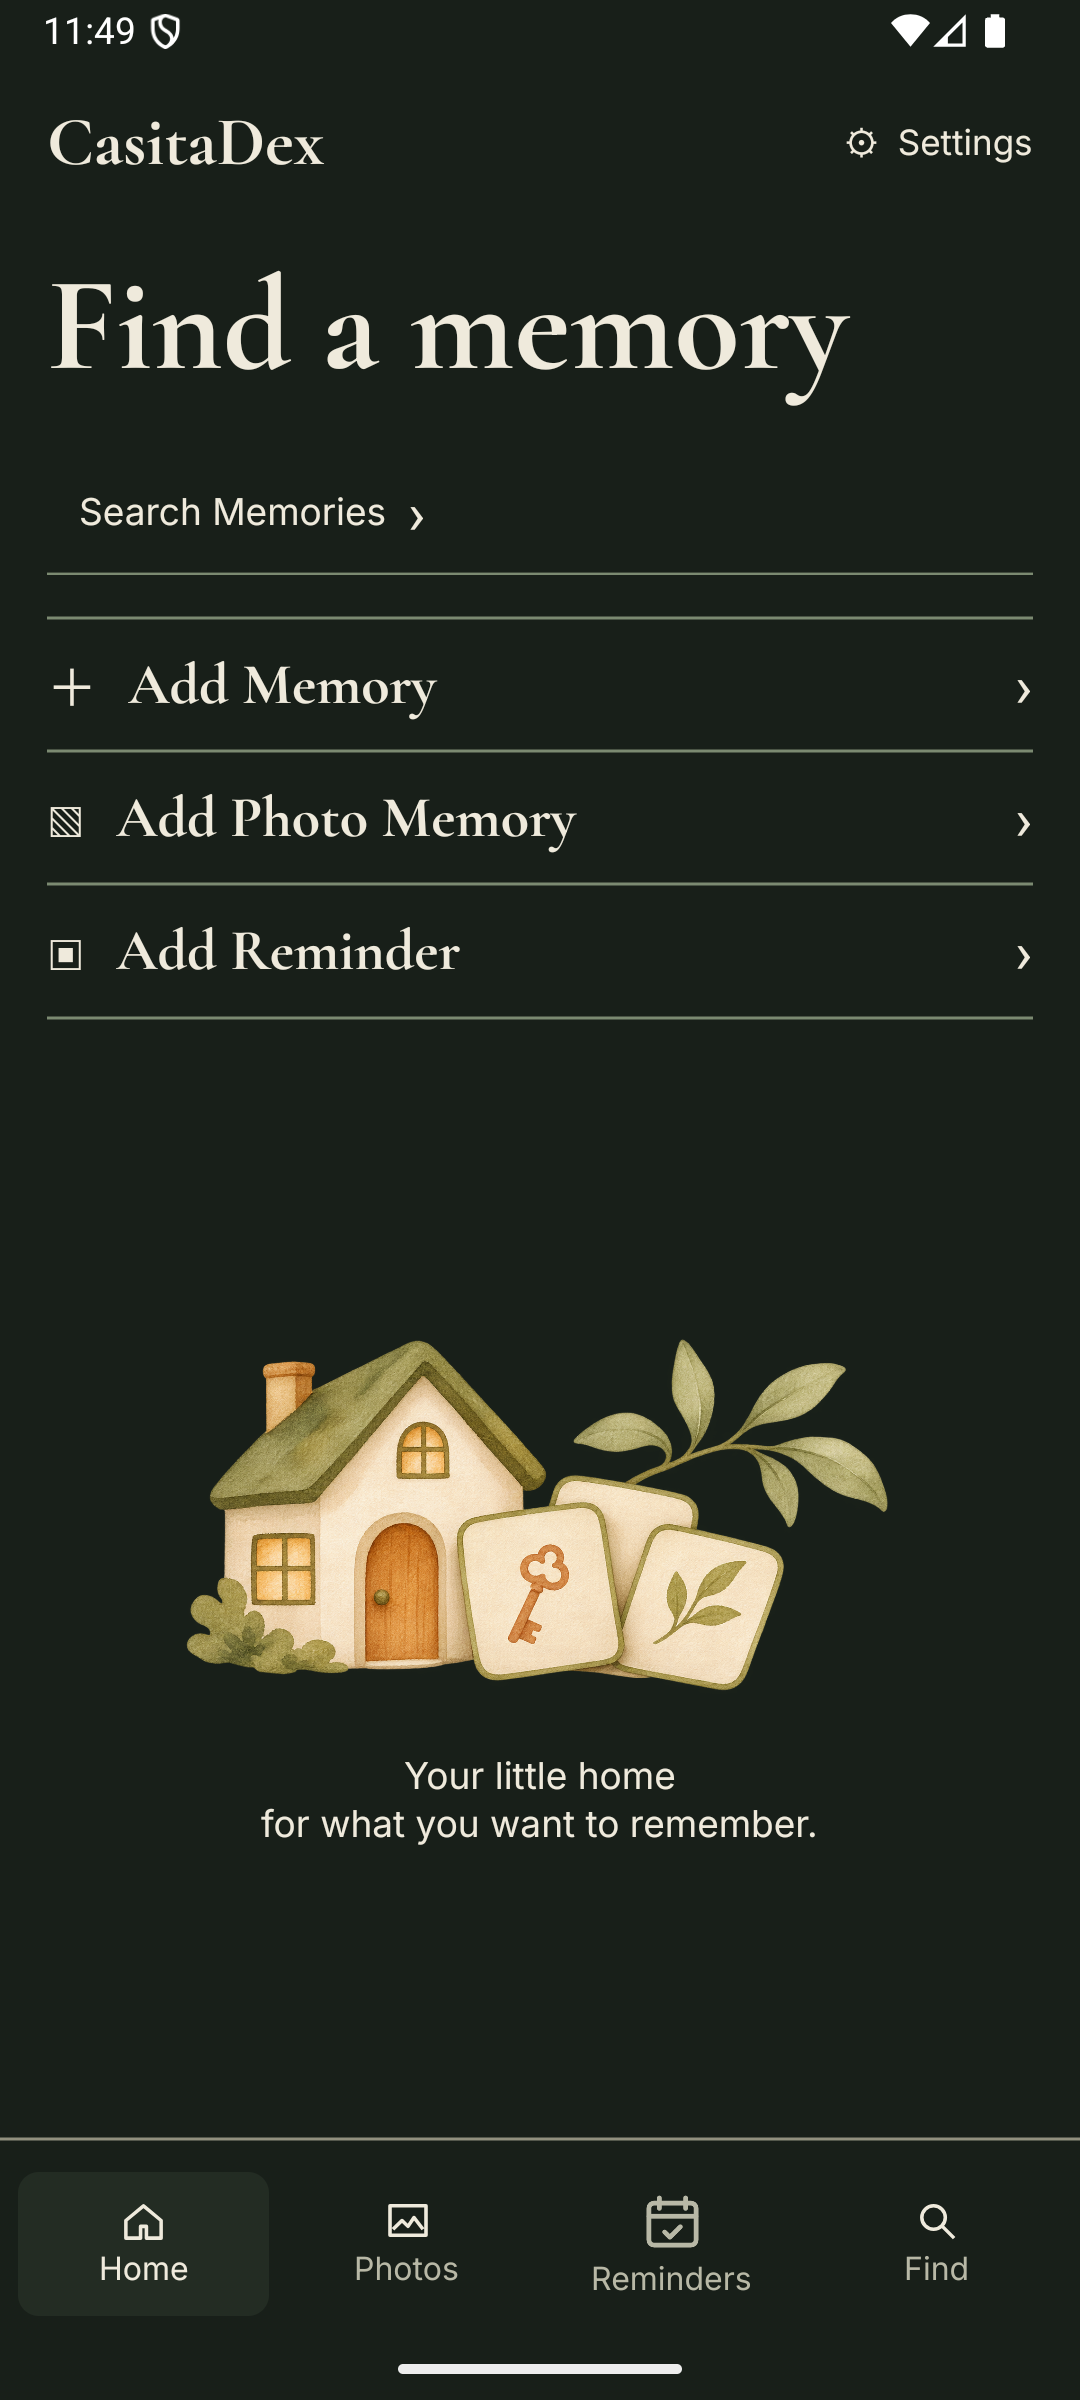 11:49
CasitaDex
Settings
Find a memory
Search Memories ›
+ Add Memory ›
Add Photo Memory ›
Add Reminder ›
Your little home
for what you want to remember.
Home
Photos
Reminders
Find